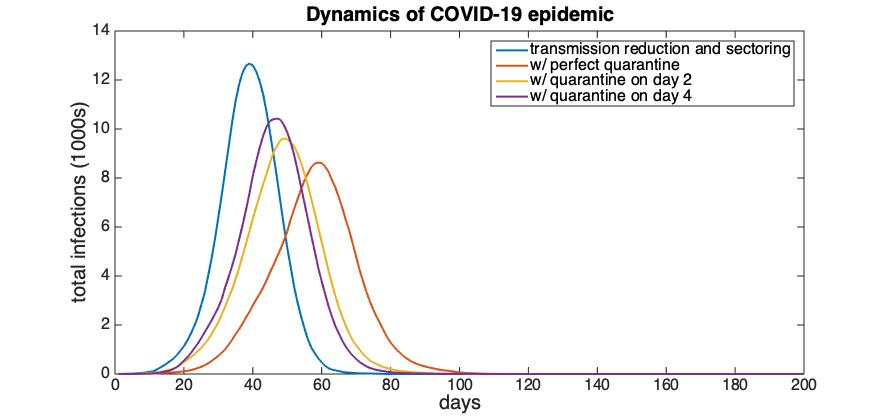 Dynamics of COVID-19 epidemic
14
12
10
8
6
4
2
0
total infections (1000s)
transmission reduction and sectoring
w/ perfect quarantine
w/ quarantine on day 2
w/ quarantine on day 4
0 20 40 60 80 100 120 140 160 180 200
days